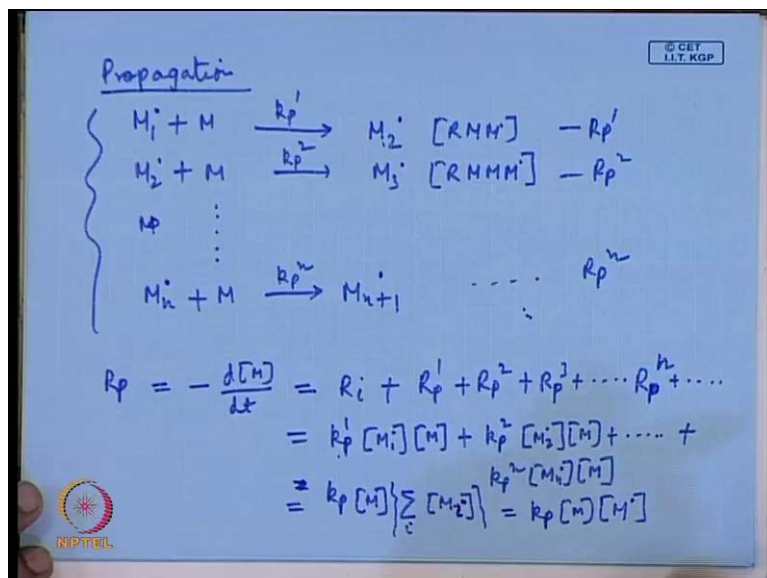 © CET
I.I.T. KGP
Propagation
M₁• + M —kp¹→ M₂• [RMM•] — Rp¹
M₂• + M —kp²→ M₃• [RMMM•] — Rp²
⋮
Mn• + M —kpⁿ→ M•n+1 ..... Rpⁿ
Rp = - d[M]/dt = Ri + Rp¹ + Rp² + Rp³ + .... Rpⁿ + ....
= kp¹ [M₁•][M] + kp² [M₂•][M] + ..... +
kpⁿ [Mn•][M]
= kp [M] { Σi [Mi•] } = kp [M][M•]
NPTEL